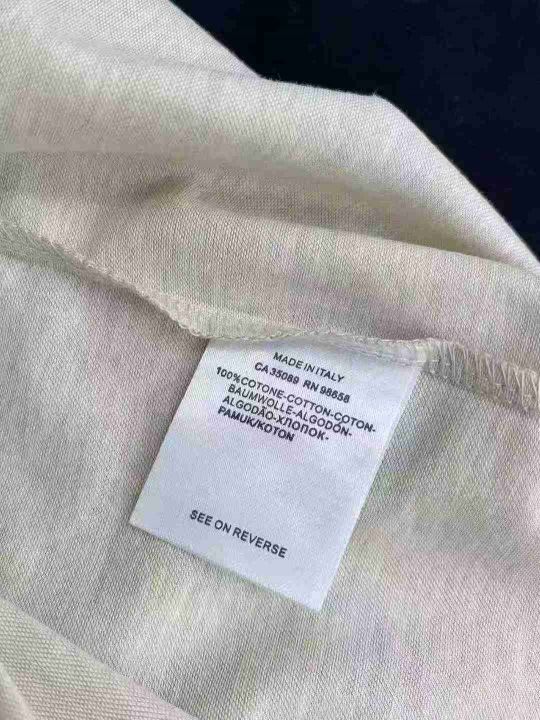 MADE IN ITALY
CA 35089 RN 98658
100%COTONE-COTTON-COTON-
BAUMWOLLE-ALGODÓN-
ALGODÃO-ХЛОПОК-
PAMUK/KOTON
SEE ON REVERSE